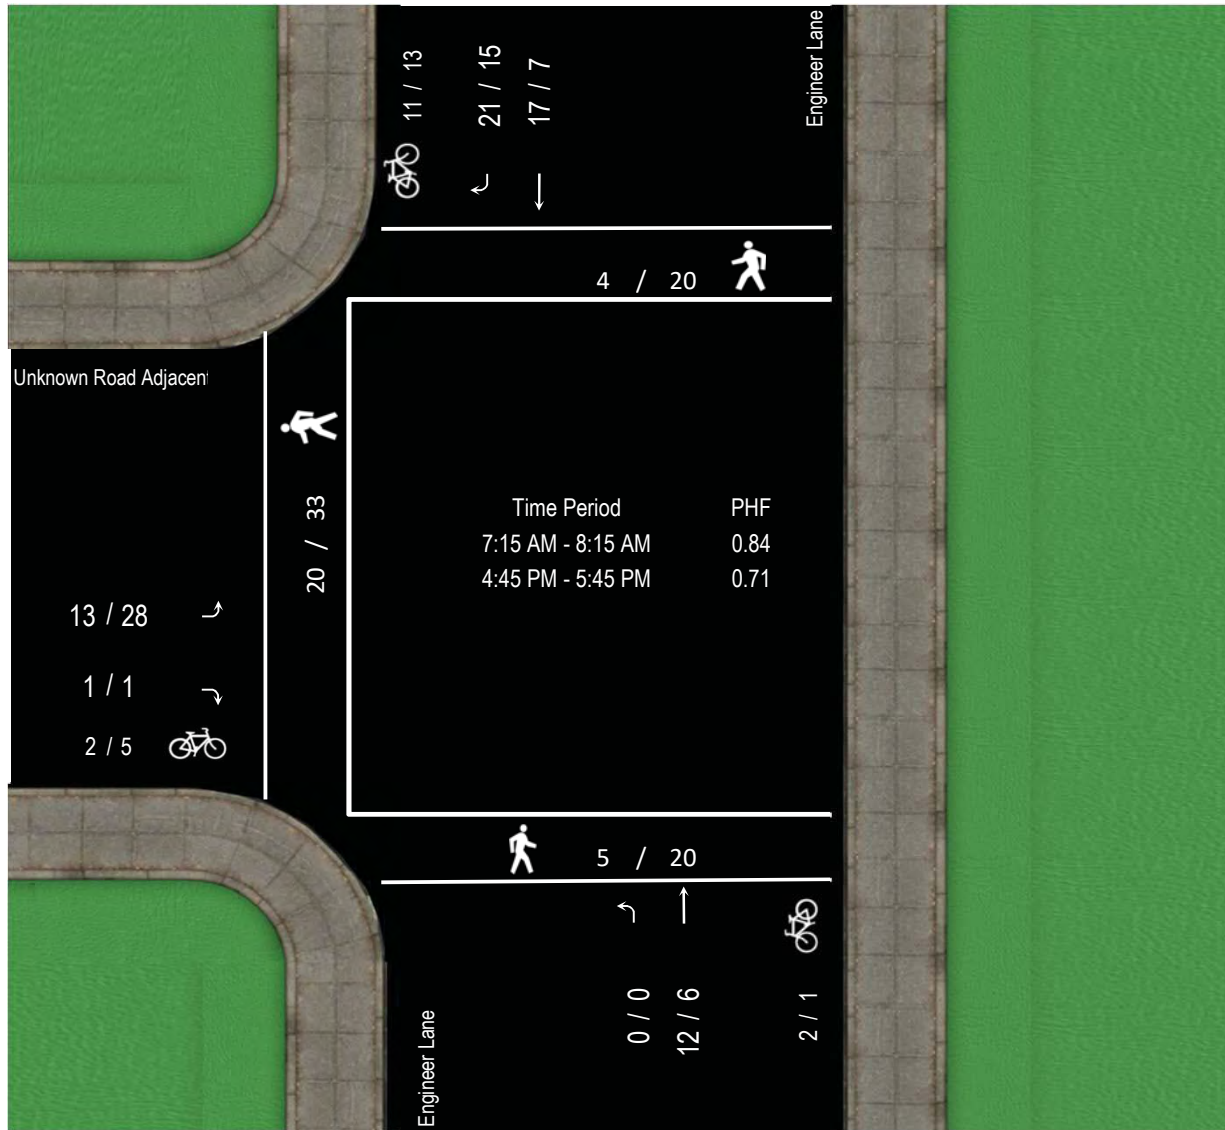 11 / 13
21 / 15
17 / 7
Engineer Lane
4 / 20
Unknown Road Adjacent
20 / 33
Time Period PHF
7:15 AM - 8:15 AM 0.84
4:45 PM - 5:45 PM 0.71
13 / 28
1 / 1
2 / 5
5 / 20
0 / 0
12 / 6
2 / 1
Engineer Lane